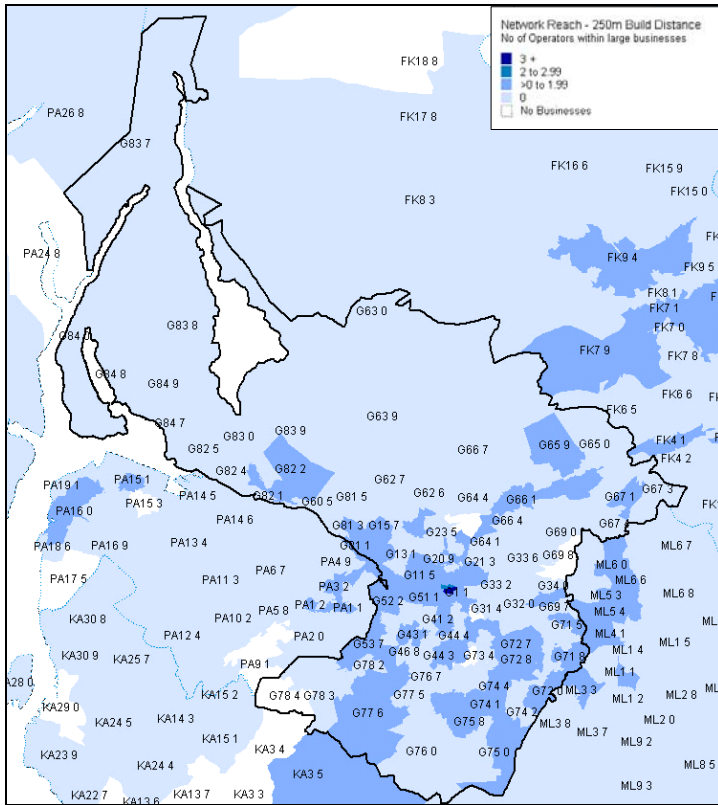 Network Reach - 250m Build Distance
No of Operators within large businesses
3 +
2 to 2.99
>0 to 1.99
0
No Businesses
FK18 8
PA26 8
FK17 8
G83 7
FK16 6
FK15 9
FK15 0
FK8 3
PA24 8
FK9 4
FK9 5
FK8 1
FK7 1
G63 0
G83 8
FK7 0
G84 0
FK7 9
FK7 8
G84 8
G84 9
FK6 6
FK6 5
G63 9
G84 7
G83 0
G83 9
G82 5
G66 7
G65 9
G65 0
FK4 1
FK4 2
G82 4
G82 2
PA19 1
PA15 1
G62 7
PA14 5
G82 1
G60 5
G81 5
G62 6
G64 4
G66 1
G67 1
G67 3
PA15 3
PA16 0
PA14 6
G81 3
G15 7
G23 5
G66 4
G67 4
G69 0
PA18 6
PA16 9
PA13 4
G81 1
G13 1
G64 1
ML6 7
PA4 9
G20 9
G21 3
G33 6
G69 8
ML6 0
PA17 5
PA11 3
PA6 7
G11 5
PA3 2
G33 2
G34 0
ML6 6
G51 1
ML5 3
ML6 8
PA1 2
PA1 1
G52 2
G31 4
G32 0
G69 7
ML5 4
KA30 8
PA10 2
PA5 8
G41 2
G71 5
PA12 4
PA2 0
G43 1
G44 4
ML4 1
ML1 5
G53 7
G72 7
KA30 9
KA25 7
G46 8
G44 3
G73 4
G72 8
G71 8
ML1 4
PA9 1
G78 2
G76 7
ML1 1
KA15 2
G78 4
G78 3
G77 5
G74 4
G72 0
ML3 3
ML1 2
ML2 8
KA29 0
G77 6
G74 1
G74 2
KA24 5
KA14 3
G75 8
ML3 8
ML2 0
ML3 7
KA15 1
ML9 2
KA23 9
KA3 4
G76 0
G75 0
KA24 4
ML8 5
KA3 5
ML9 3
KA22 7
KA13 6
KA13 7
KA3 3